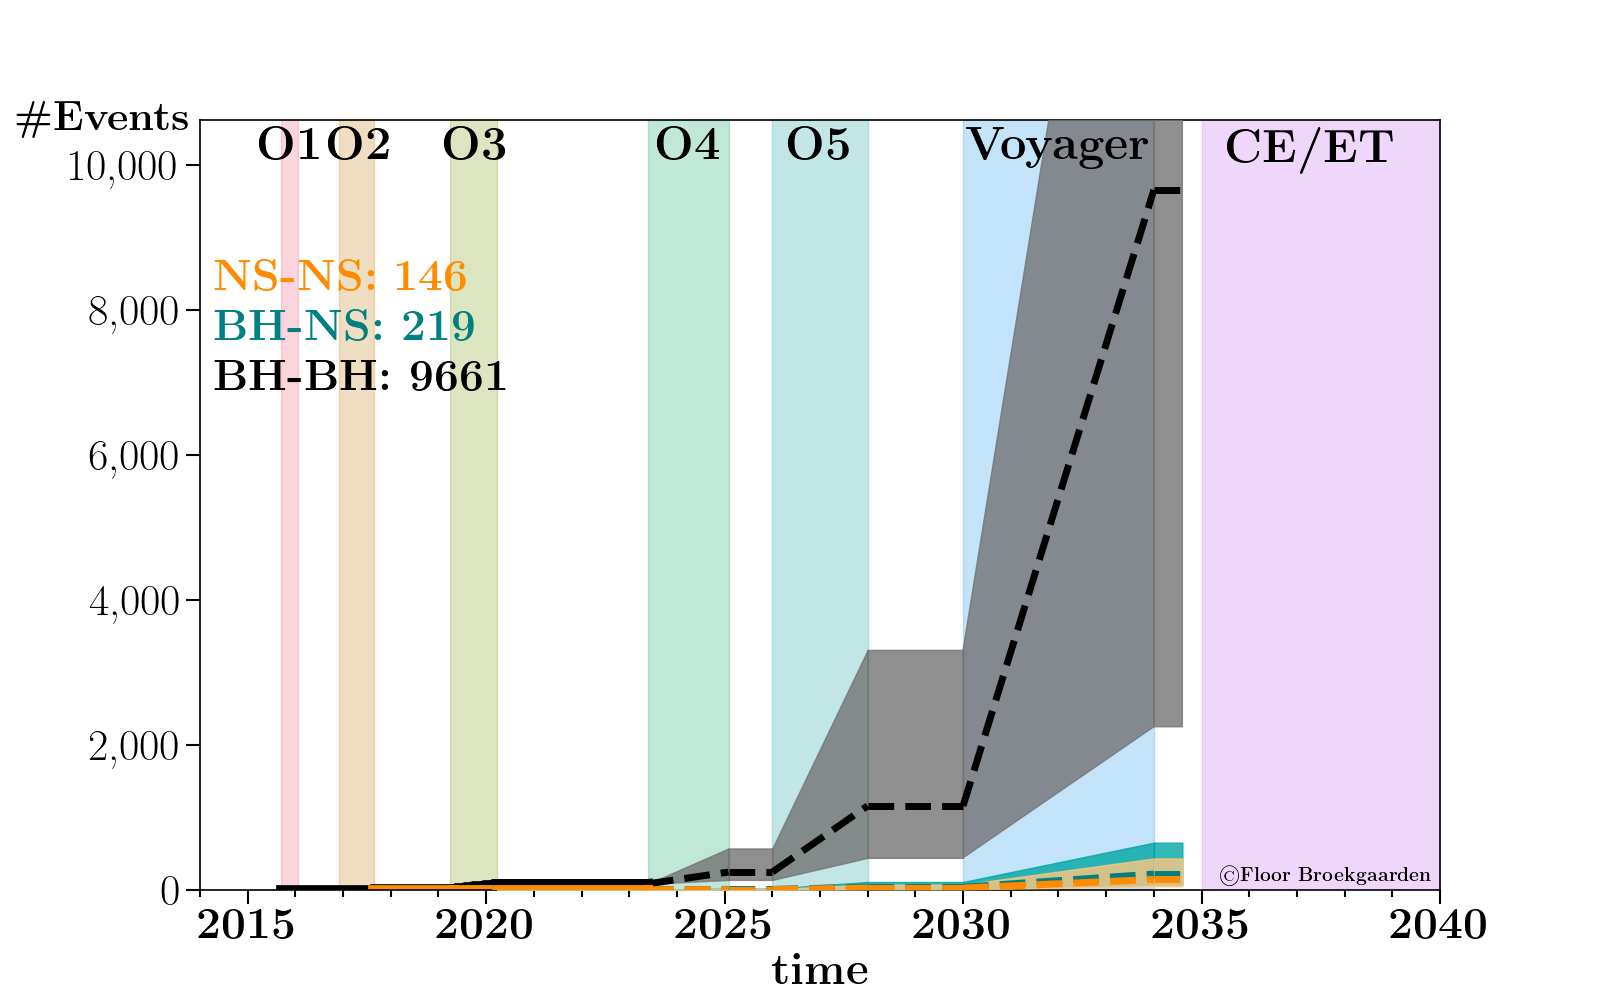 #Events
O1 O2 O3 O4 O5 Voyager CE/ET
10,000
8,000
6,000
4,000
2,000
0
NS-NS: 146
BH-NS: 219
BH-BH: 9661
©Floor Broekgaarden
2015 2020 2025 2030 2035 2040
time